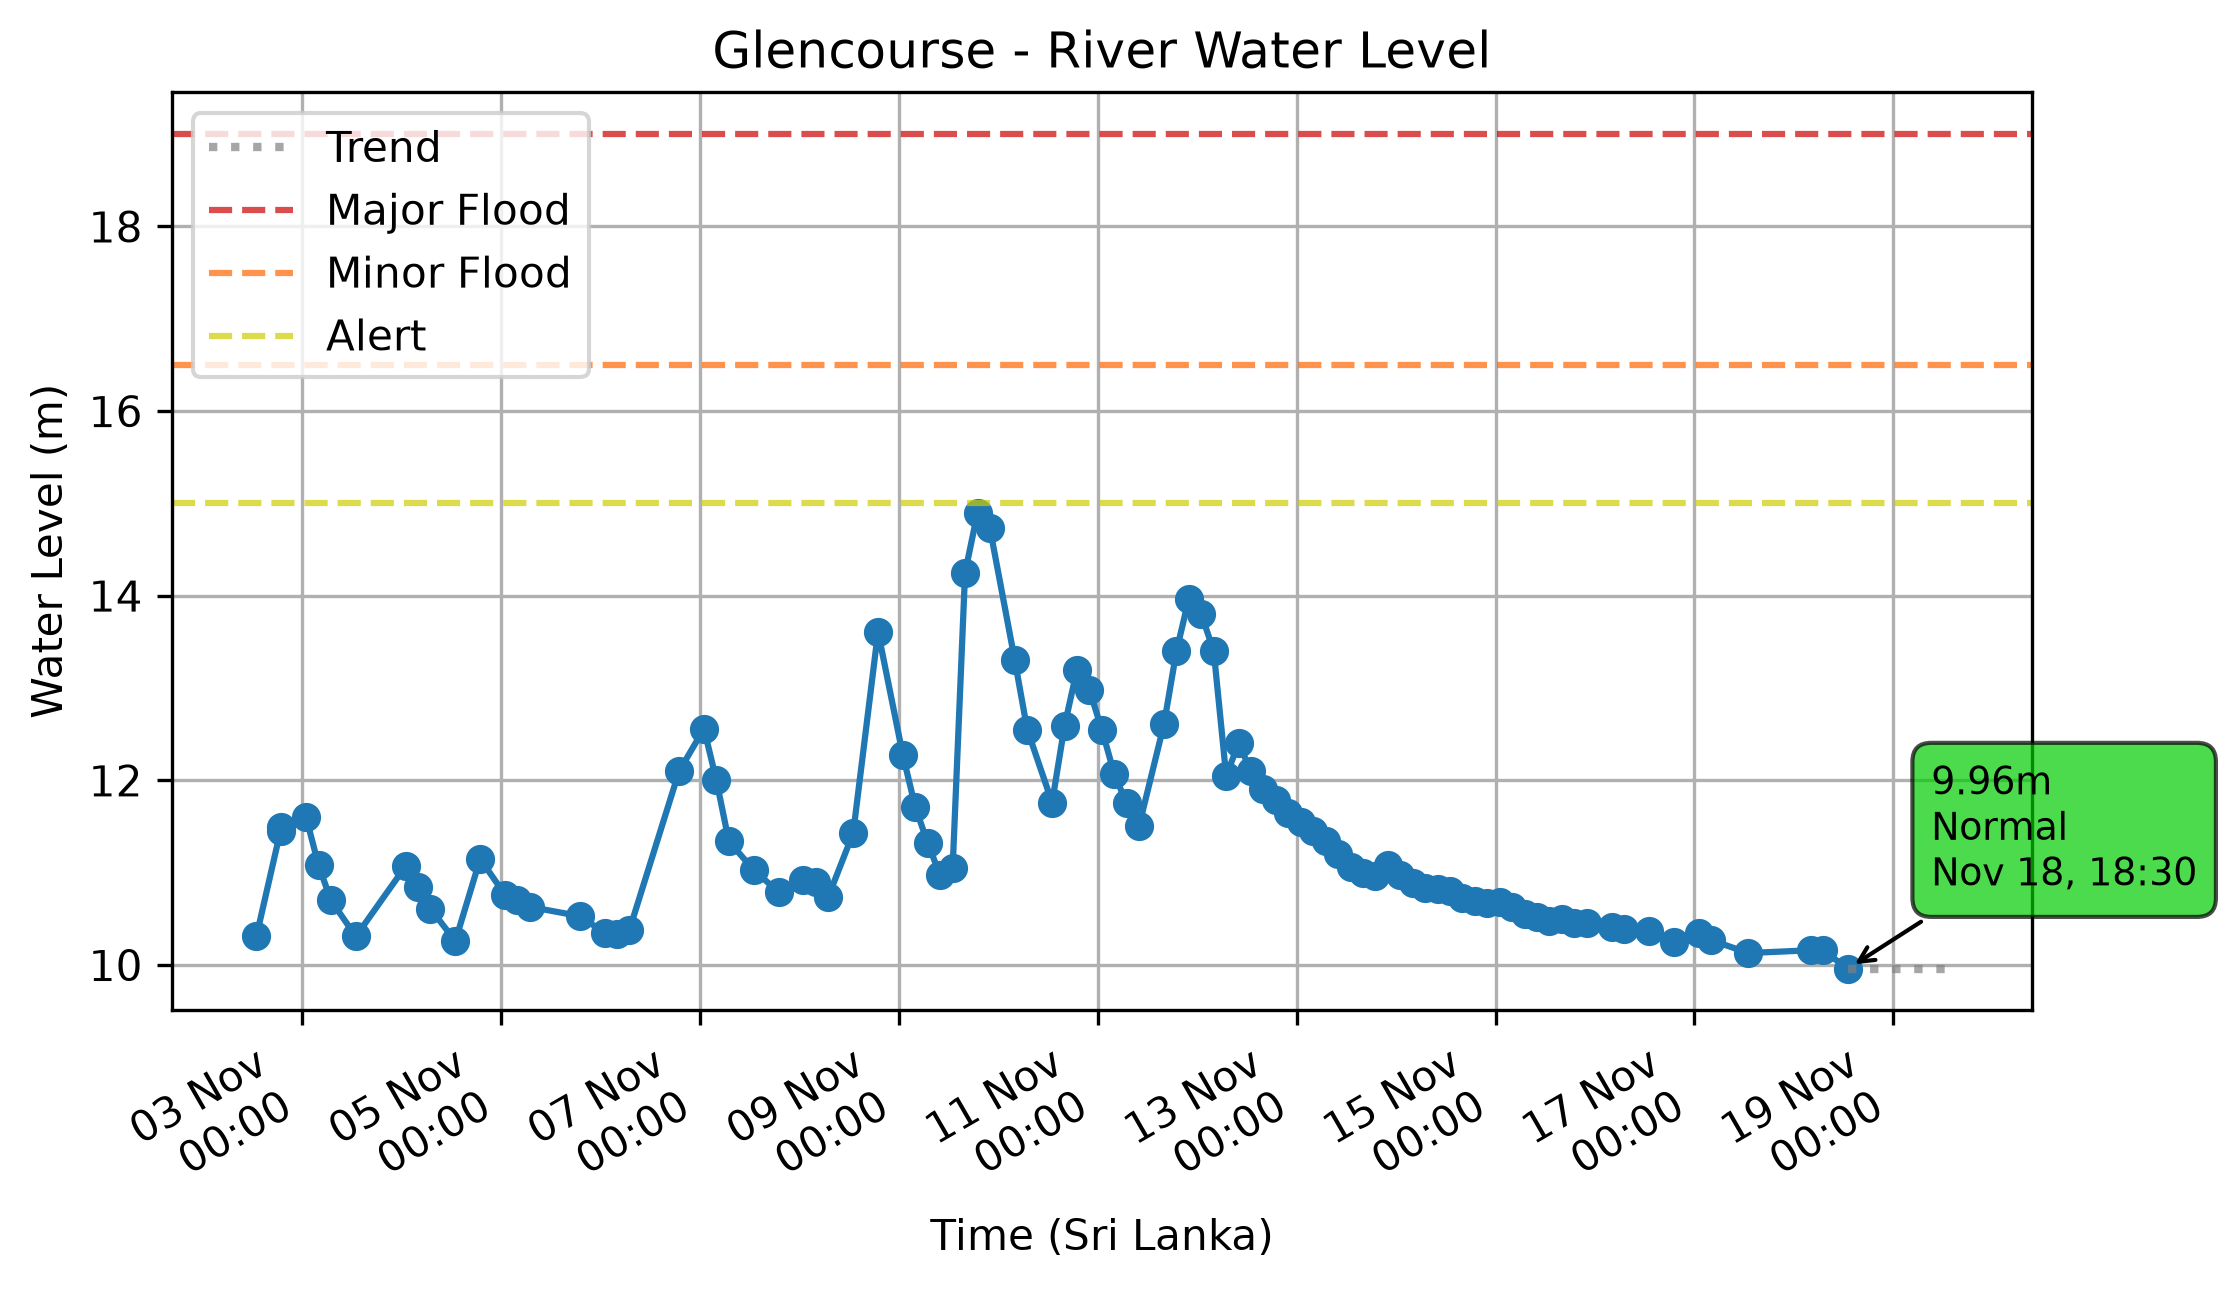 Glencourse - River Water Level
Trend
Major Flood
Minor Flood
Alert
Water Level (m)
18
16
14
12
10
9.96m
Normal
Nov 18, 18:30
03 Nov
00:00
05 Nov
00:00
07 Nov
00:00
09 Nov
00:00
11 Nov
00:00
13 Nov
00:00
15 Nov
00:00
17 Nov
00:00
19 Nov
00:00
Time (Sri Lanka)